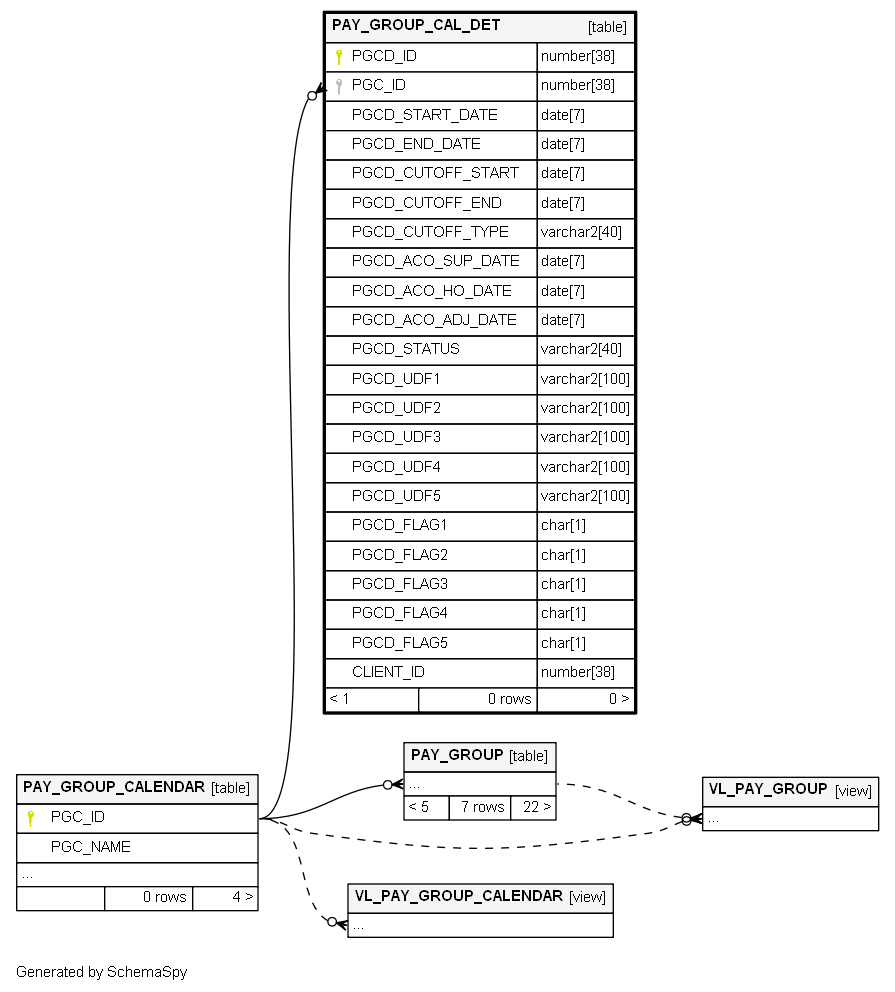 PAY_GROUP_CAL_DET [table]
PGCD_ID number[38]
PGC_ID number[38]
PGCD_START_DATE date[7]
PGCD_END_DATE date[7]
PGCD_CUTOFF_START date[7]
PGCD_CUTOFF_END date[7]
PGCD_CUTOFF_TYPE varchar2[40]
PGCD_ACO_SUP_DATE date[7]
PGCD_ACO_HO_DATE date[7]
PGCD_ACO_ADJ_DATE date[7]
PGCD_STATUS varchar2[40]
PGCD_UDF1 varchar2[100]
PGCD_UDF2 varchar2[100]
PGCD_UDF3 varchar2[100]
PGCD_UDF4 varchar2[100]
PGCD_UDF5 varchar2[100]
PGCD_FLAG1 char[1]
PGCD_FLAG2 char[1]
PGCD_FLAG3 char[1]
PGCD_FLAG4 char[1]
PGCD_FLAG5 char[1]
CLIENT_ID number[38]
< 1 0 rows 0 >
PAY_GROUP [table]
...
< 5 7 rows 22 >
PAY_GROUP_CALENDAR [table]
PGC_ID
PGC_NAME
...
0 rows 4 >
VL_PAY_GROUP [view]
...
VL_PAY_GROUP_CALENDAR [view]
...
Generated by SchemaSpy